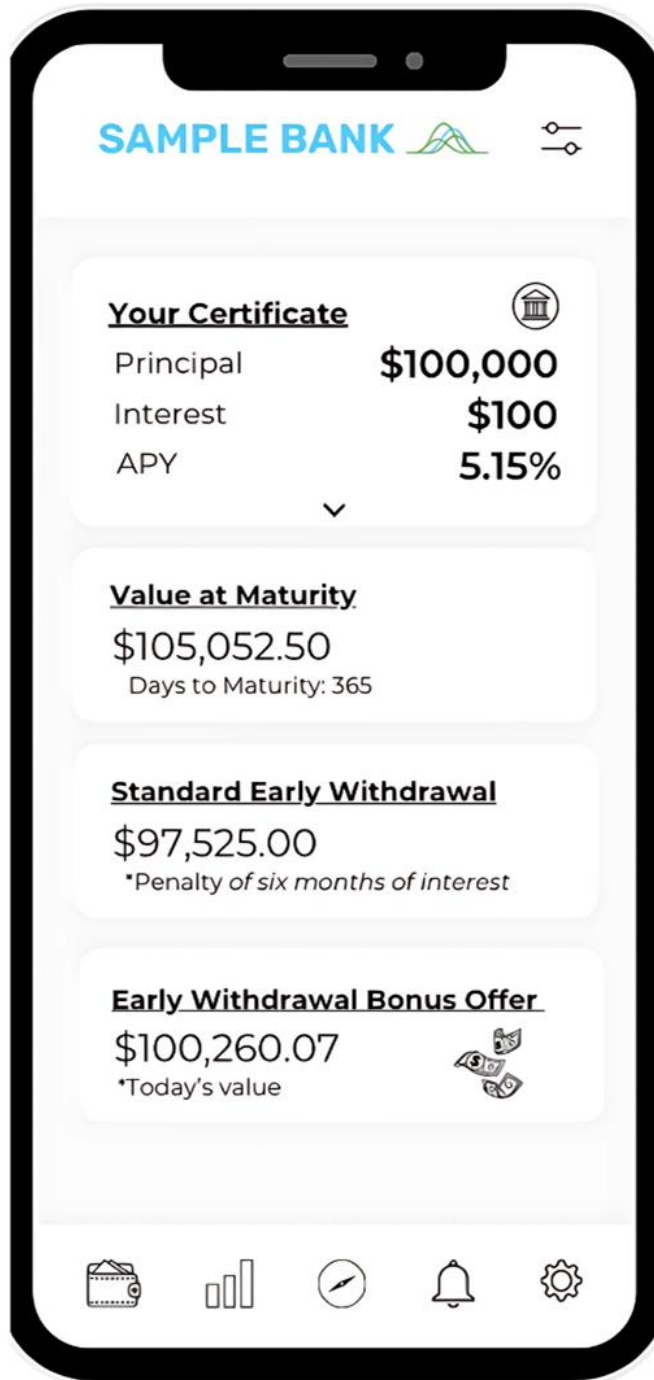 SAMPLE BANK
Your Certificate
Principal $100,000
Interest $100
APY 5.15%
Value at Maturity
$105,052.50
Days to Maturity: 365
Standard Early Withdrawal
$97,525.00
*Penalty of six months of interest
Early Withdrawal Bonus Offer
$100,260.07
*Today's value